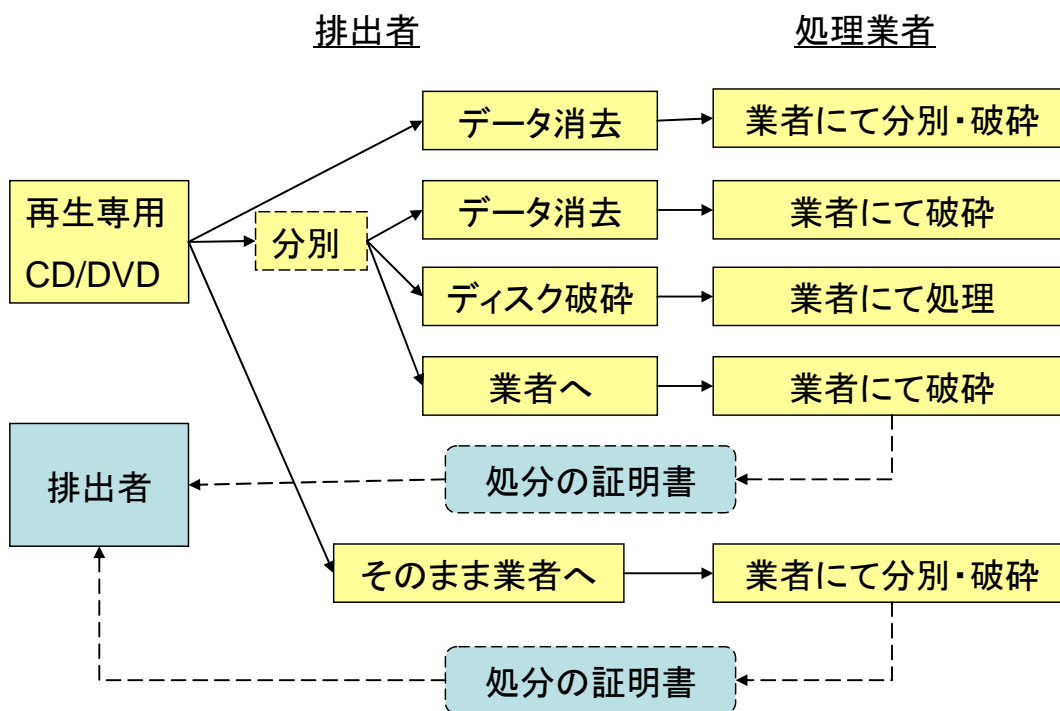 排出者
処理業者
データ消去
業者にて分別・破砕
再生専用
CD/DVD
分別
データ消去
業者にて破砕
ディスク破砕
業者にて処理
業者へ
業者にて破砕
排出者
処分の証明書
そのまま業者へ
業者にて分別・破砕
処分の証明書